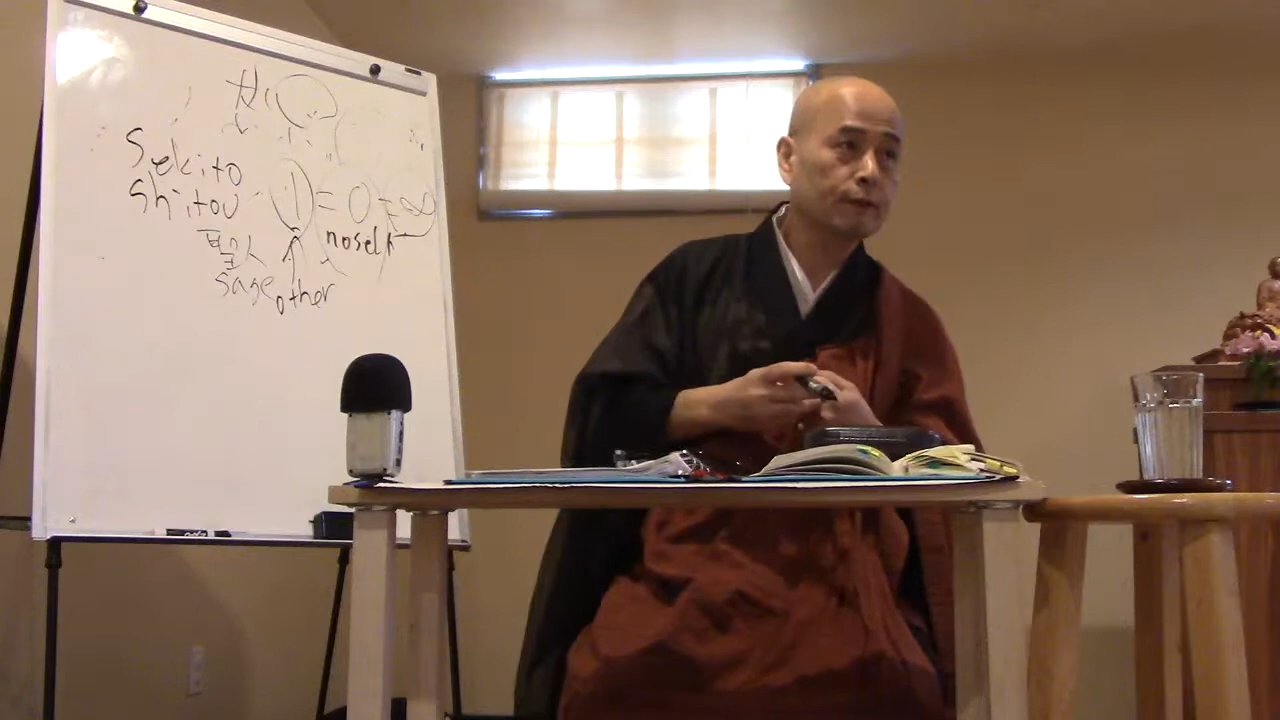 Sekito
Shitou 1 = 0 = ∞
聖人 noself
sage other